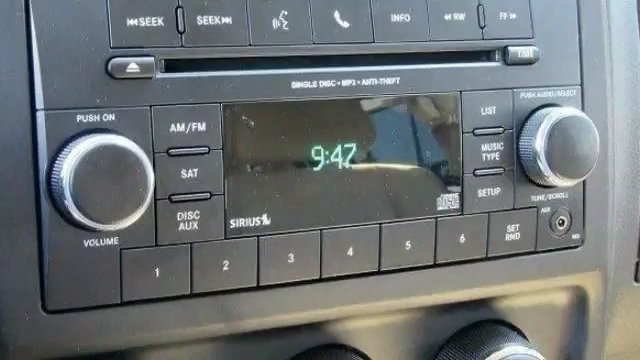 SEEK SEEK INFO RW FF
TIME
SINGLE DISC • MP3 • ANTI-THEFT
PUSH ON
PUSH AUDIO/SELECT
AM/FM
LIST
9:47
MUSIC
TYPE
SAT
SETUP
DISC
AUX
SIRIUS
TUNE/SCROLL
AUX
VOLUME
1 2 3 4 5 6 SET
RND